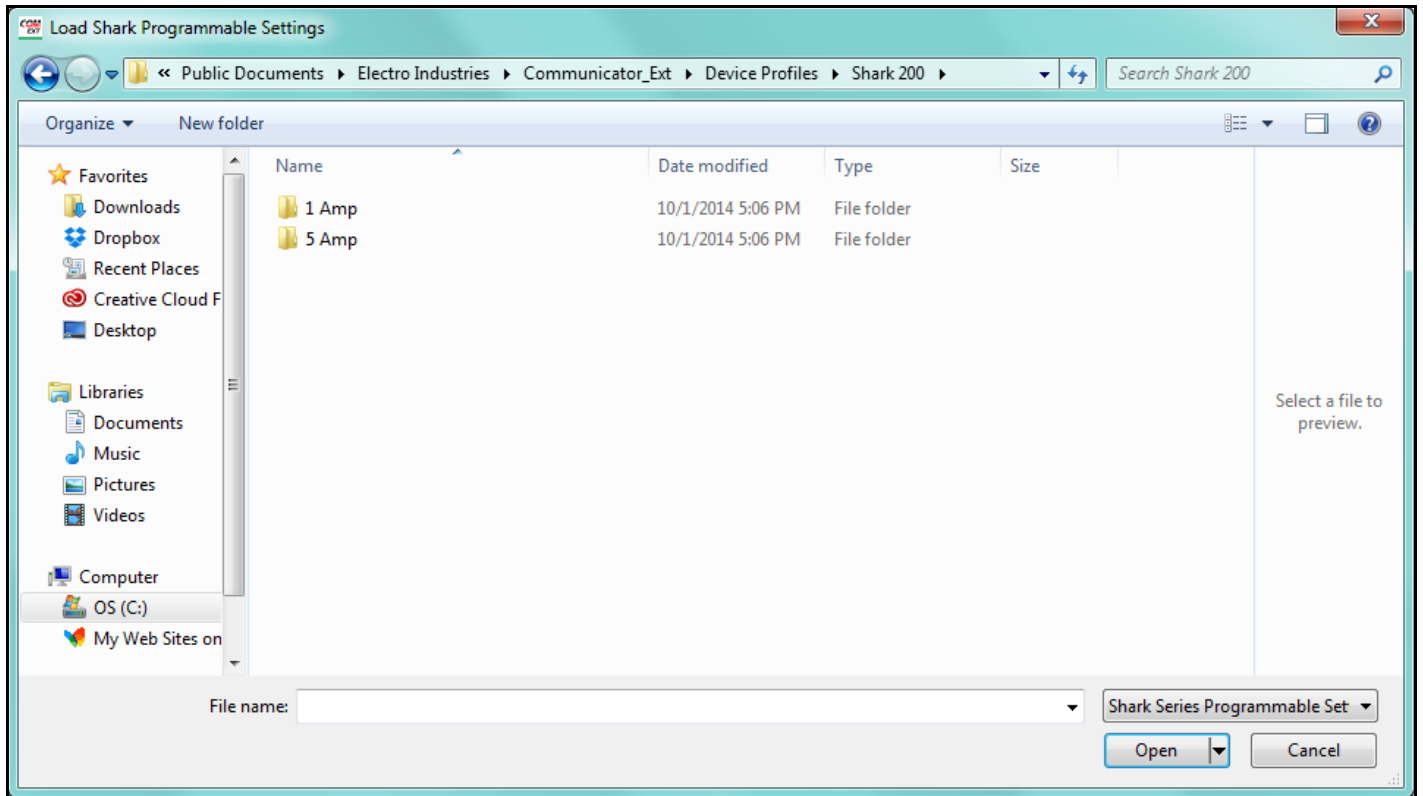 COM EXT Load Shark Programmable Settings
X
« Public Documents Electro Industries Communicator_Ext Device Profiles Shark 200
Search Shark 200
Organize New folder
?
Name Date modified Type Size
1 Amp 10/1/2014 5:06 PM File folder
5 Amp 10/1/2014 5:06 PM File folder
Favorites
Downloads
Dropbox
Recent Places
Creative Cloud F
Desktop
Libraries
Documents
Music
Pictures
Videos
Computer
OS (C:)
My Web Sites on
Select a file to
preview.
File name:
Shark Series Programmable Set
Open Cancel